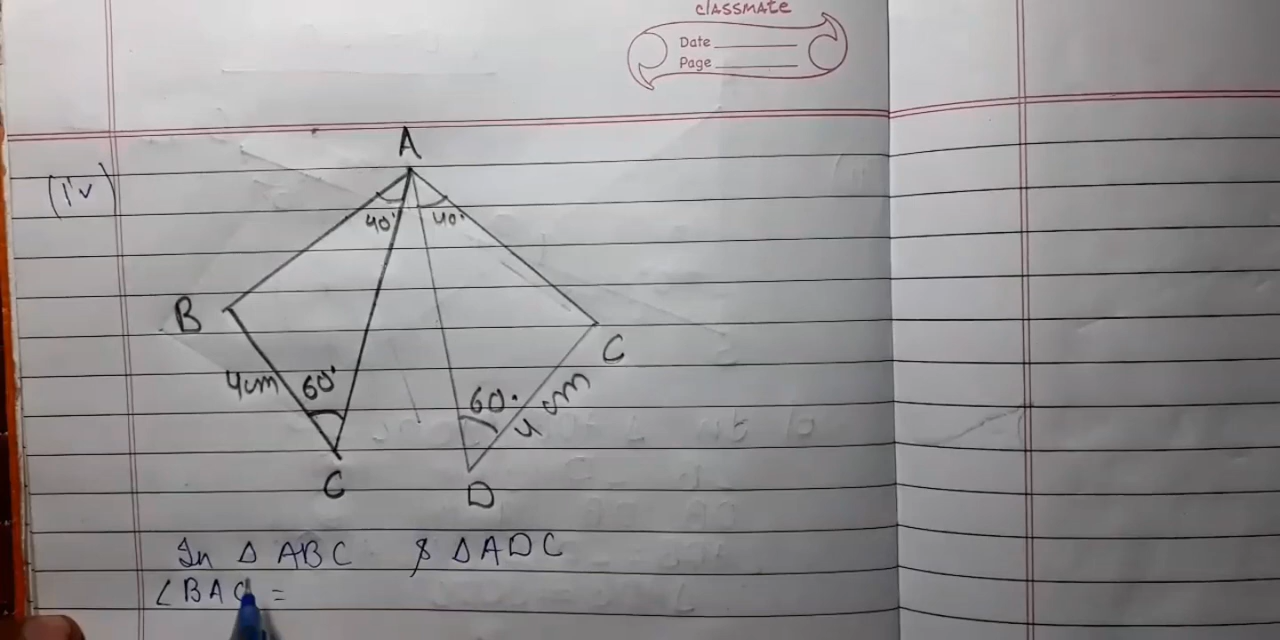 classmate
Date
Page
(iv)
A
40° 40°
B
C
4cm 60°
60° 4 cm
C
D
In △ ABC & △ ADC
∠BAC =